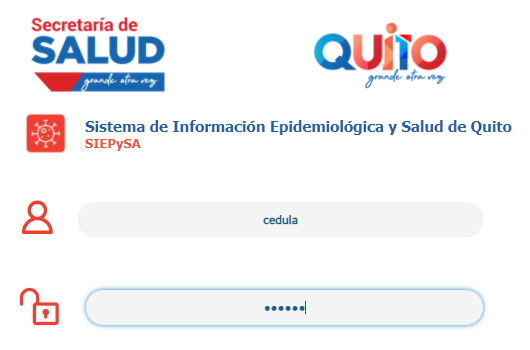 Secretaría de
SALUD
grande otra vez
QUITO
grande otra vez
Sistema de Información Epidemiológica y Salud de Quito
SIEPySA
cedula
••••••